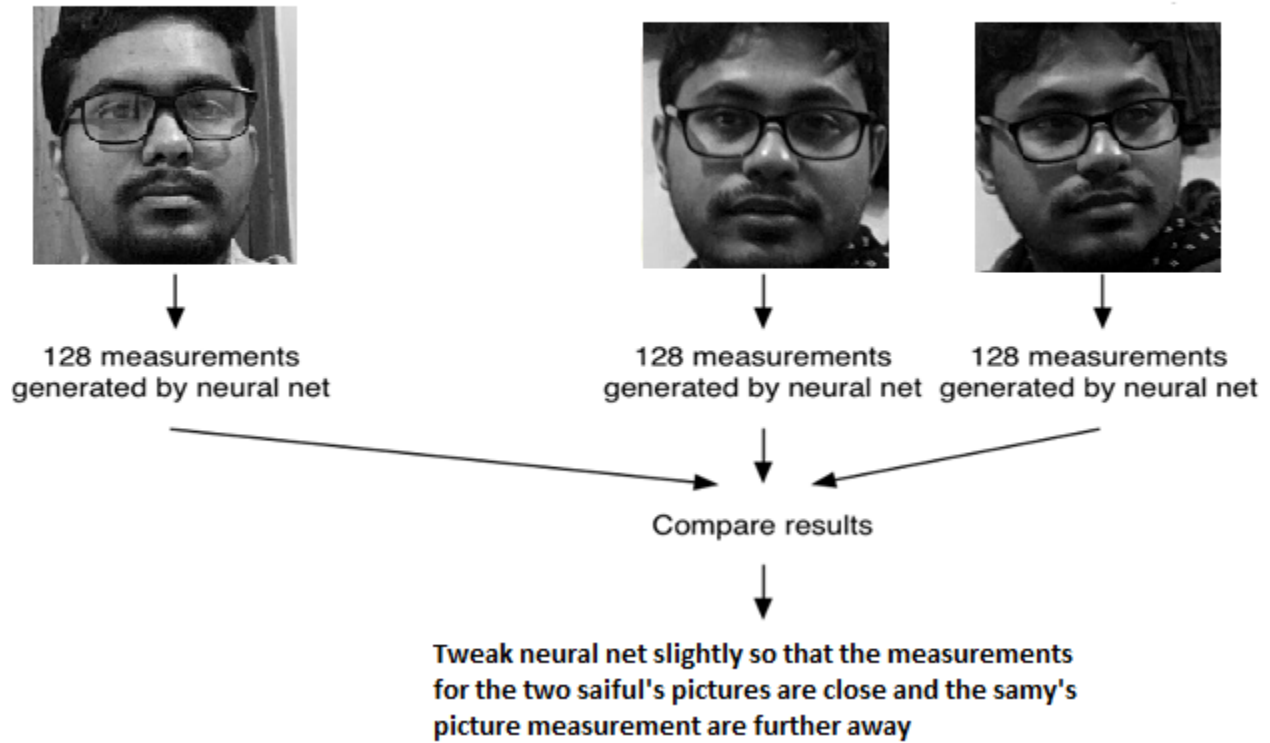 128 measurements
generated by neural net
128 measurements
generated by neural net
128 measurements
generated by neural net
Compare results
Tweak neural net slightly so that the measurements
for the two saiful's pictures are close and the samy's
picture measurement are further away